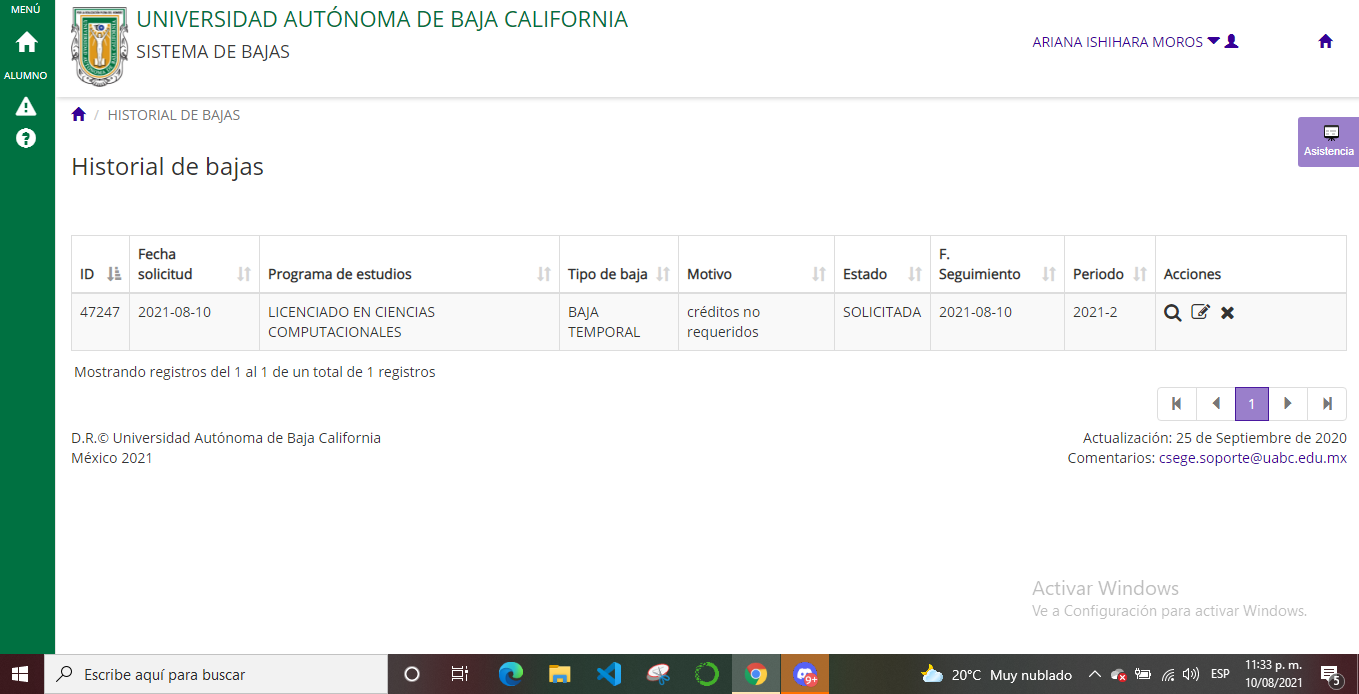 MENÚ
ALUMNO
UNIVERSIDAD AUTÓNOMA DE BAJA CALIFORNIA
SISTEMA DE BAJAS
ARIANA ISHIHARA MOROS
/ HISTORIAL DE BAJAS
Asistencia
Historial de bajas
ID
Fecha
solicitud
Programa de estudios
Tipo de baja
Motivo
Estado
F.
Seguimiento
Periodo
Acciones
47247
2021-08-10
LICENCIADO EN CIENCIAS
COMPUTACIONALES
BAJA
TEMPORAL
créditos no
requeridos
SOLICITADA
2021-08-10
2021-2
Mostrando registros del 1 al 1 de un total de 1 registros
1
D.R.© Universidad Autónoma de Baja California
México 2021
Actualización: 25 de Septiembre de 2020
Comentarios: csege.soporte@uabc.edu.mx
Activar Windows
Ve a Configuración para activar Windows.
Escribe aquí para buscar
9+
20°C Muy nublado
ESP
11:33 p. m.
10/08/2021
5